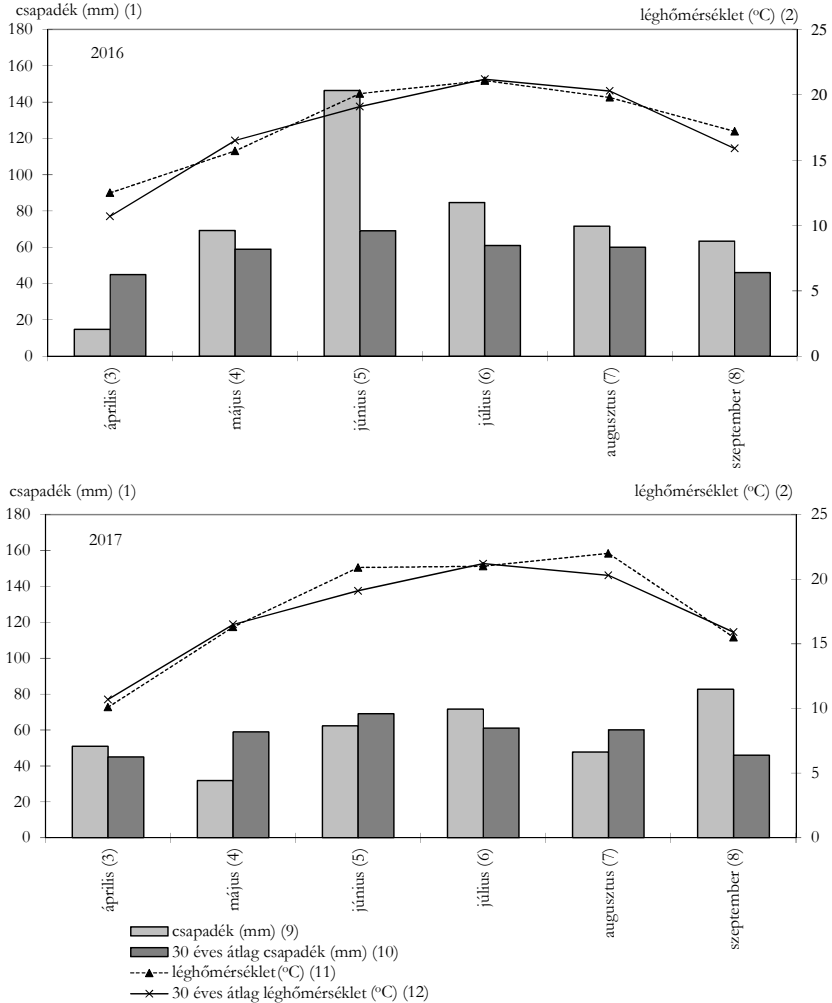 csapadék (mm) (1)
léghőmérséklet (ºC) (2)
2016
180
160
140
120
100
80
60
40
20
0
25
20
15
10
5
0
április (3)
május (4)
június (5)
július (6)
augusztus (7)
szeptember (8)
csapadék (mm) (1)
léghőmérséklet (ºC) (2)
2017
180
160
140
120
100
80
60
40
20
0
25
20
15
10
5
0
április (3)
május (4)
június (5)
július (6)
augusztus (7)
szeptember (8)
csapadék (mm) (9)
30 éves átlag csapadék (mm) (10)
léghőmérséklet (ºC) (11)
30 éves átlag léghőmérséklet (ºC) (12)